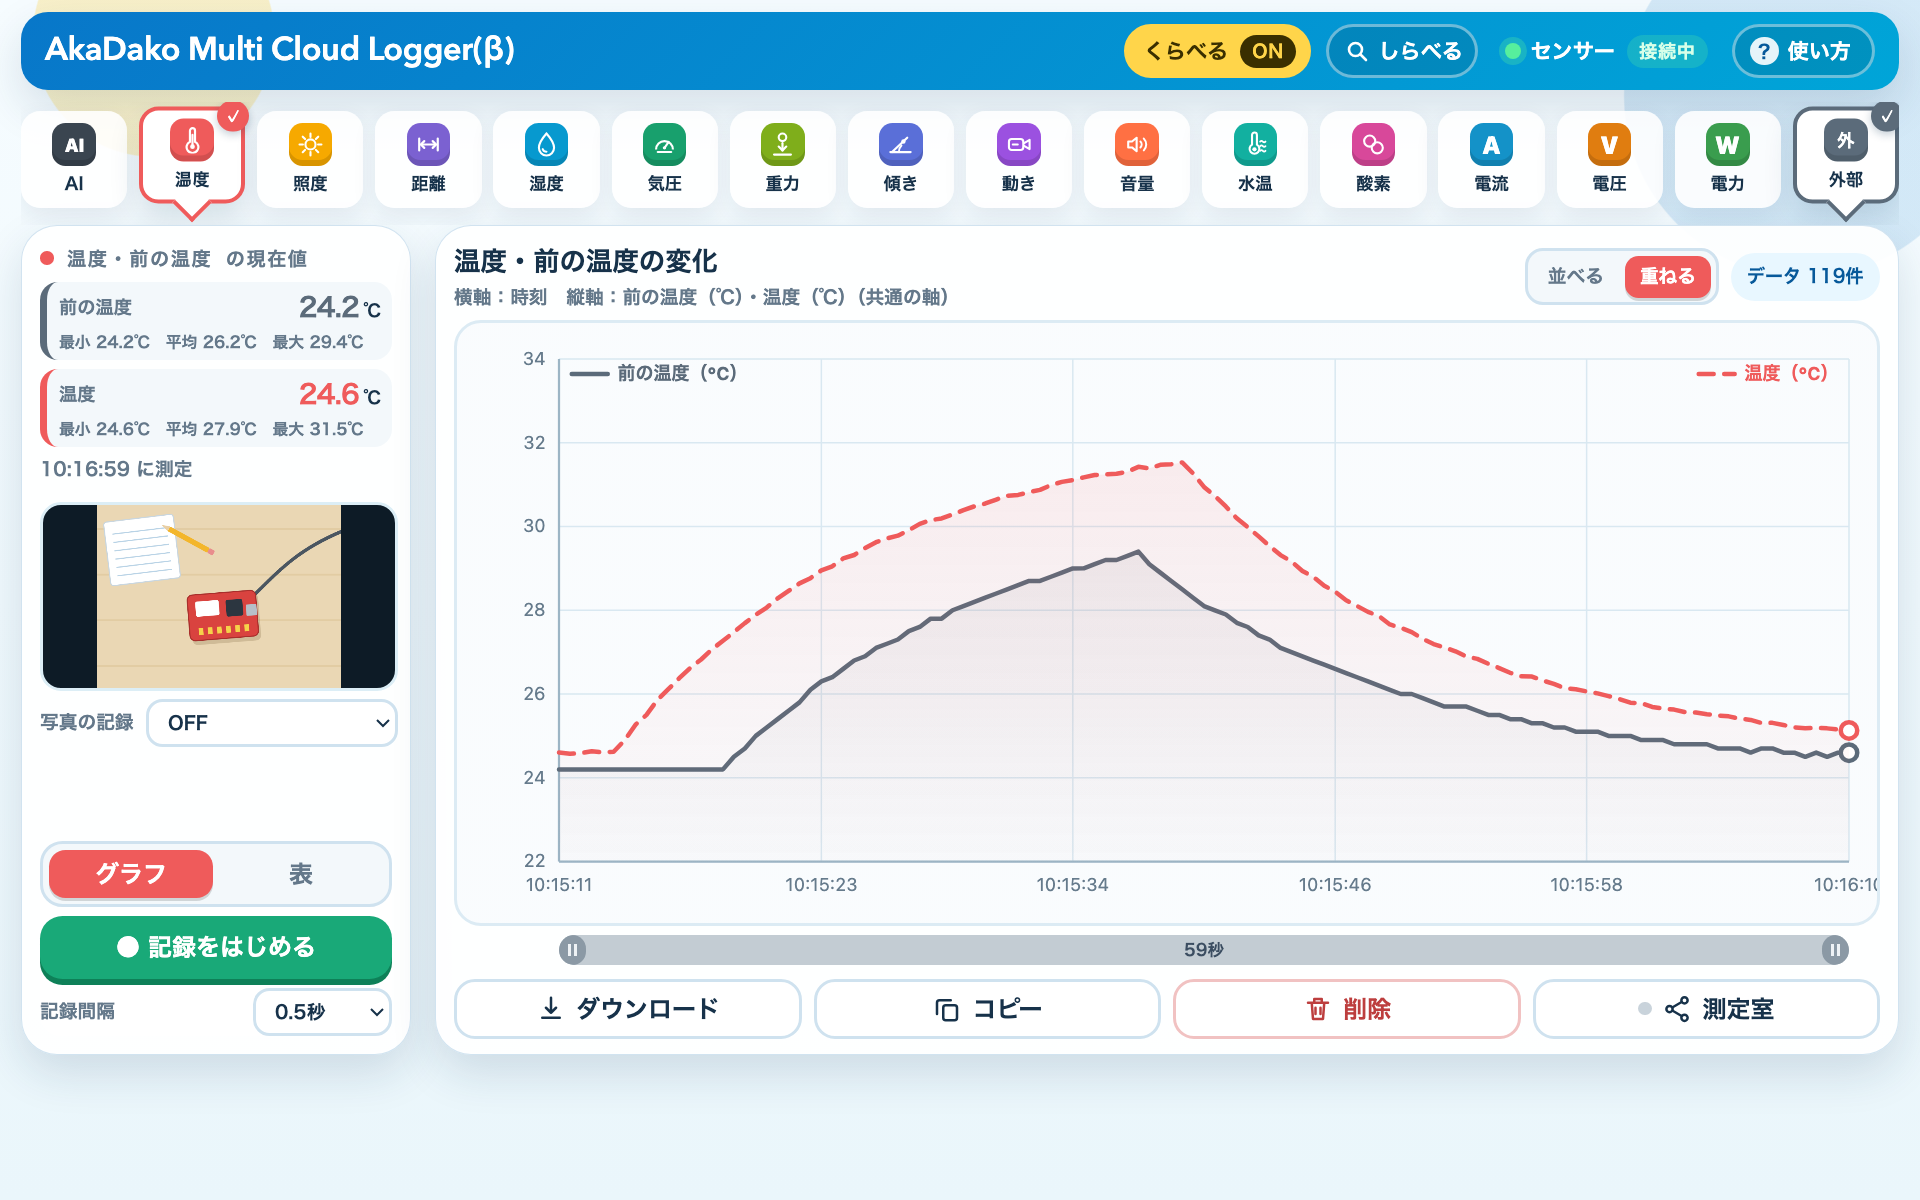 AkaDako Multi Cloud Logger(β)
くらべる ON
しらべる
センサー 接続中
? 使い方
AI AI
温度
照度
距離
湿度
気圧
重力
傾き
動き
音量
水温
酸素
A 電流
V 電圧
W 電力
外 外部
温度・前の温度 の現在値
前の温度 24.2℃
最小 24.2℃ 平均 26.2℃ 最大 29.4℃
温度 24.6℃
最小 24.6℃ 平均 27.9℃ 最大 31.5℃
10:16:59 に測定
写真の記録 OFF
グラフ 表
記録をはじめる
記録間隔 0.5秒
温度・前の温度の変化
横軸：時刻 縦軸：前の温度（℃）・温度（℃）（共通の軸）
並べる 重ねる
データ 119件
前の温度（°C）
温度（°C）
34
32
30
28
26
24
22
10:15:11 10:15:23 10:15:34 10:15:46 10:15:58 10:16:10
59秒
ダウンロード
コピー
削除
測定室